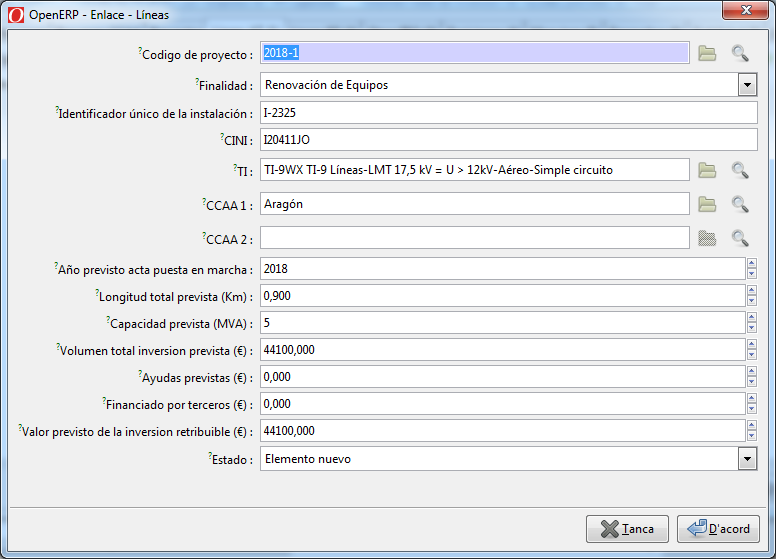 OpenERP - Enlace - Líneas
?Codigo de proyecto : 2018-1
?Finalidad : Renovación de Equipos
?Identificador único de la instalación : I-2325
?CINI : I20411JO
?TI : TI-9WX TI-9 Líneas-LMT 17,5 kV = U > 12kV-Aéreo-Simple circuito
?CCAA 1 : Aragón
?CCAA 2 :
?Año previsto acta puesta en marcha : 2018
?Longitud total prevista (Km) : 0,900
?Capacidad prevista (MVA) : 5
?Volumen total inversion prevista (€) : 44100,000
?Ayudas previstas (€) : 0,000
?Financiado por terceros (€) : 0,000
?Valor previsto de la inversion retribuible (€) : 44100,000
?Estado : Elemento nuevo
Tanca D'acord